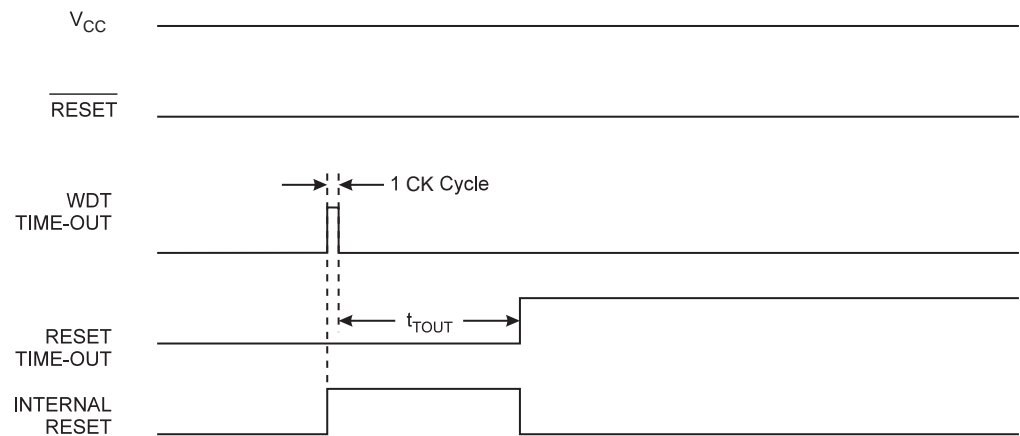 VCC
RESET
WDT
TIME-OUT
1 CK Cycle
RESET
TIME-OUT
tTOUT
INTERNAL
RESET